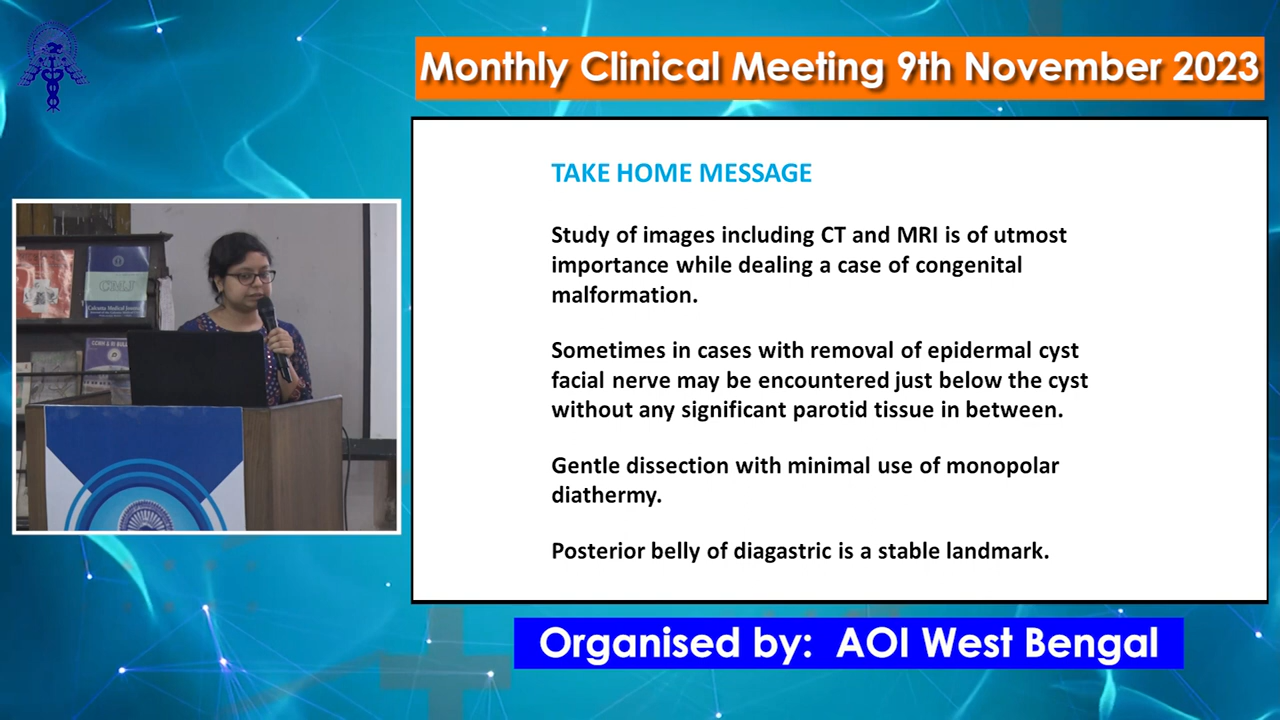 Monthly Clinical Meeting 9th November 2023
TAKE HOME MESSAGE
Study of images including CT and MRI is of utmost
importance while dealing a case of congenital
malformation.
Sometimes in cases with removal of epidermal cyst
facial nerve may be encountered just below the cyst
without any significant parotid tissue in between.
Gentle dissection with minimal use of monopolar
diathermy.
Posterior belly of diagastric is a stable landmark.
Calcutta Medical Journal
Organised by: AOI West Bengal